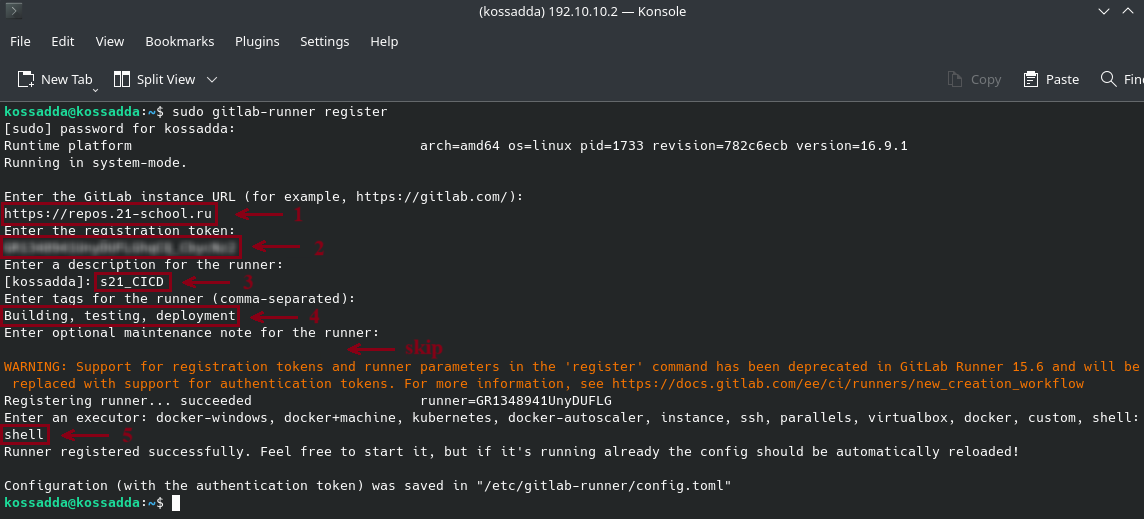 (kossadda) 192.10.10.2 — Konsole
File Edit View Bookmarks Plugins Settings Help
New Tab Split View Copy Paste Fin
kossadda@kossadda:~$ sudo gitlab-runner register
[sudo] password for kossadda:
Runtime platform arch=amd64 os=linux pid=1733 revision=782c6ecb version=16.9.1
Running in system-mode.
Enter the GitLab instance URL (for example, https://gitlab.com/):
https://repos.21-school.ru 1
Enter the registration token:
2
Enter a description for the runner:
[kossadda]: s21_CICD 3
Enter tags for the runner (comma-separated):
Building, testing, deployment 4
Enter optional maintenance note for the runner:
skip
WARNING: Support for registration tokens and runner parameters in the 'register' command has been deprecated in GitLab Runner 15.6 and will be
replaced with support for authentication tokens. For more information, see https://docs.gitlab.com/ee/ci/runners/new_creation_workflow
Registering runner... succeeded runner=GR1348941UnyDUFLG
Enter an executor: docker-windows, docker+machine, kubernetes, docker-autoscaler, instance, ssh, parallels, virtualbox, docker, custom, shell:
shell 5
Runner registered successfully. Feel free to start it, but if it's running already the config should be automatically reloaded!
Configuration (with the authentication token) was saved in "/etc/gitlab-runner/config.toml"
kossadda@kossadda:~$